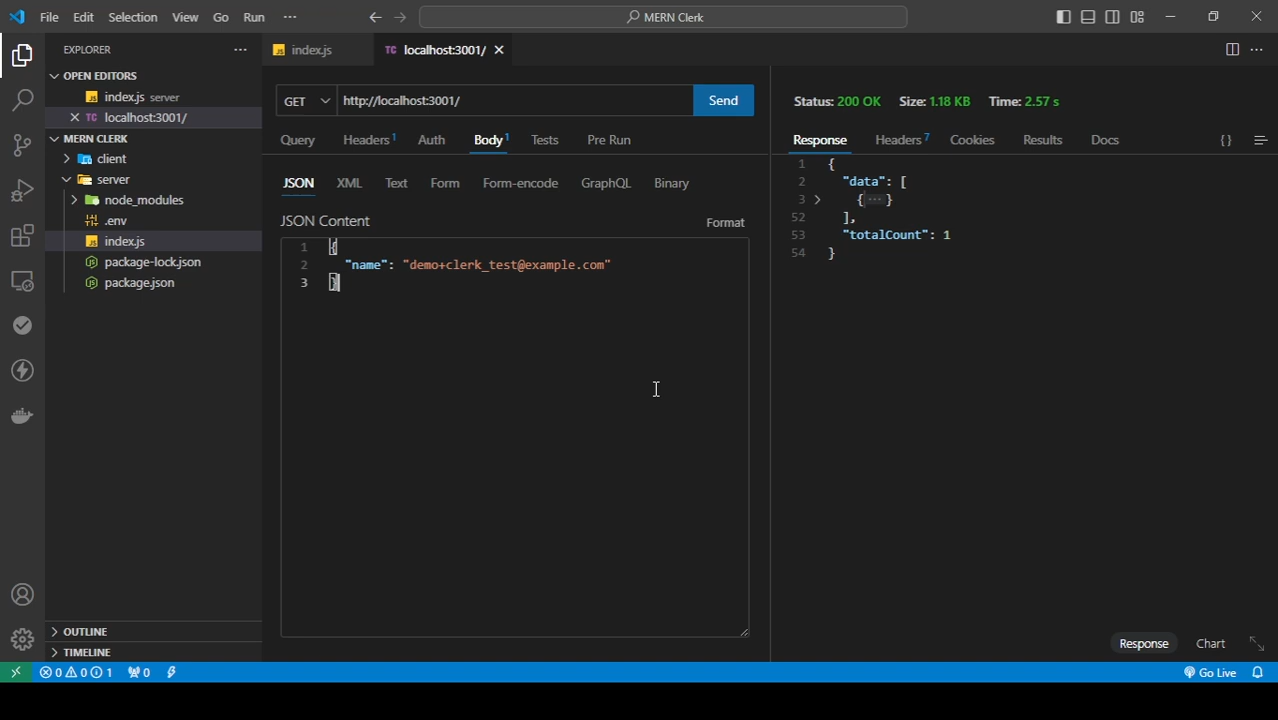 File Edit Selection View Go Run ···
MERN Clerk
EXPLORER ···
JS index.js
TC localhost:3001/
OPEN EDITORS
JS index.js server
TC localhost:3001/
MERN CLERK
client
server
node_modules
.env
JS index.js
package-lock.json
package.json
OUTLINE
TIMELINE
GET http://localhost:3001/ Send
Query Headers 1 Auth Body 1 Tests Pre Run
JSON XML Text Form Form-encode GraphQL Binary
JSON Content Format
1 {
2 "name": "demo+clerk_test@example.com"
3 }
Status: 200 OK Size: 1.18 KB Time: 2.57 s
Response Headers 7 Cookies Results Docs { }
1 {
2 "data": [
3 { ··· }
52 ],
53 "totalCount": 1
54 }
Response Chart
0 0 1 0 Go Live